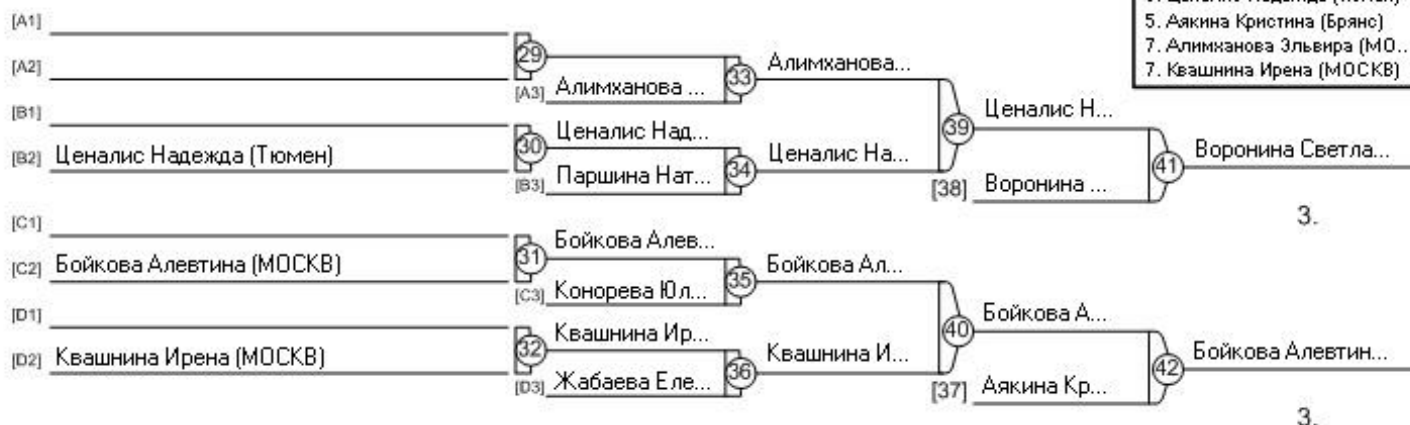 5. Аякина Кристина (Брянс)
7. Алимханова Эльвира (МО...
7. Квашнина Ирена (МОСКВ)
[A1]
[A2]
29
[A3] Алимханова ...
33
Алимханова...
[B1]
[B2] Ценалис Надежда (Тюмен)
30
Ценалис Над...
[B3] Паршина Нат...
34
Ценалис На...
39
Ценалис Н...
[38] Воронина ...
41
Воронина Светла...
3.
[C1]
[C2] Бойкова Алевтина (МОСКВ)
31
Бойкова Алев...
[C3] Конорева Юл...
35
Бойкова Ал...
[D1]
[D2] Квашнина Ирена (МОСКВ)
32
Квашнина Ир...
[D3] Жабаева Еле...
36
Квашнина И...
40
Бойкова А...
[37] Аякина Кр...
42
Бойкова Алевтин...
3.